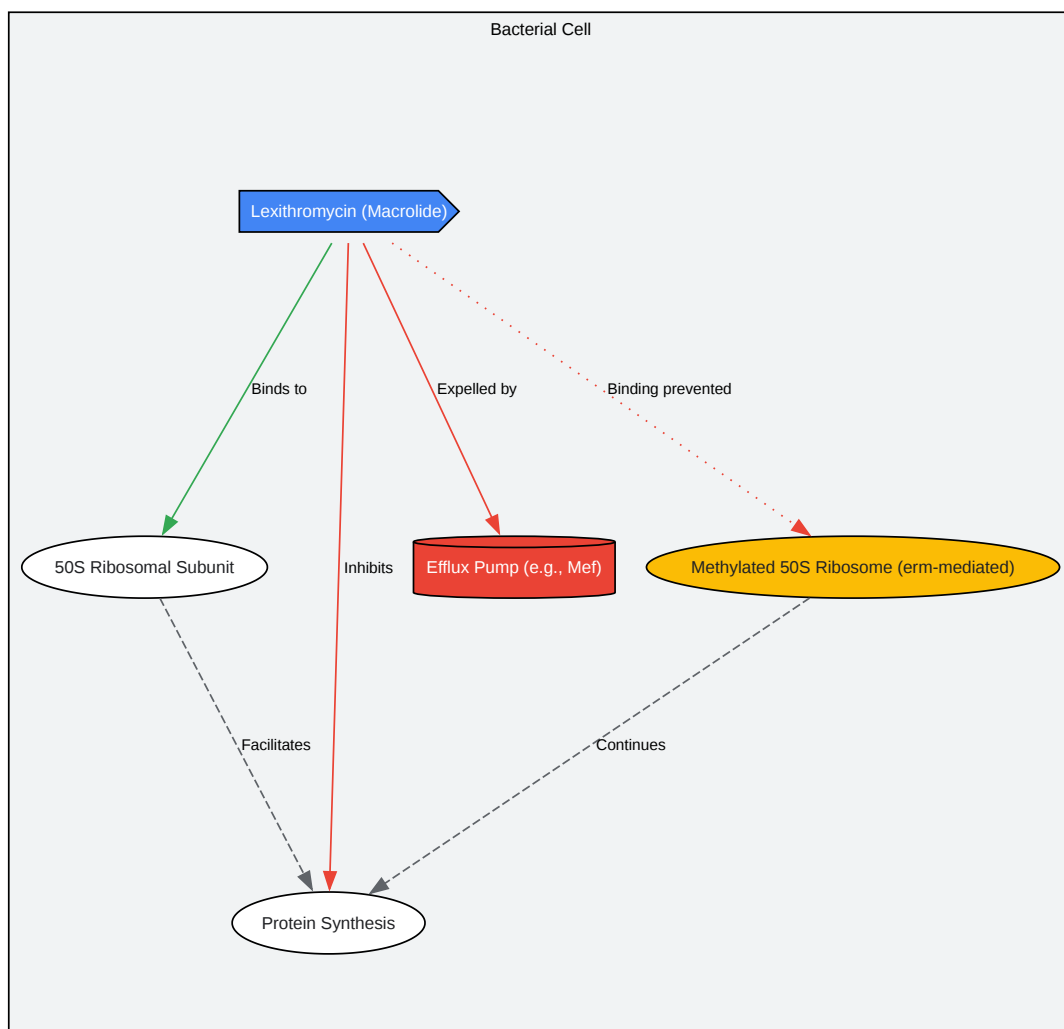 Bacterial Cell
Lexithromycin (Macrolide)
Binds to
Expelled by
Binding prevented
50S Ribosomal Subunit
Inhibits
Efflux Pump (e.g., Mef)
Methylated 50S Ribosome (erm-mediated)
Facilitates
Continues
Protein Synthesis